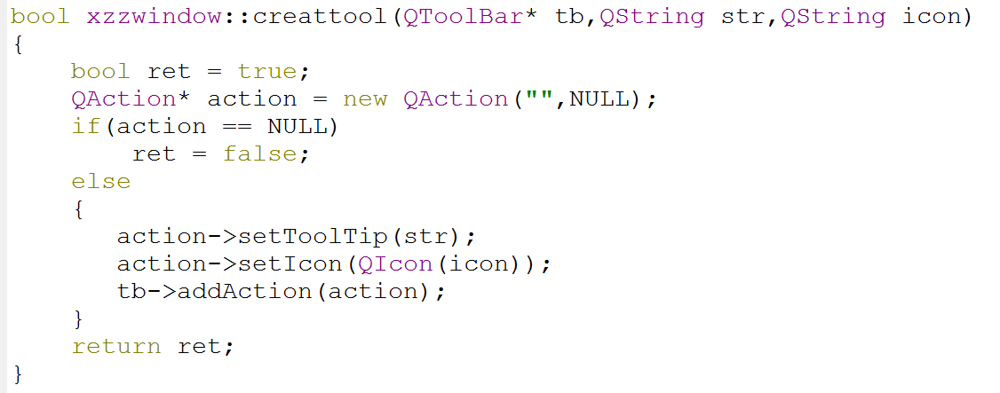 bool xzzwindow::creattool(QToolBar* tb,QString str,QString icon)
{
    bool ret = true;
    QAction* action = new QAction("",NULL);
    if(action == NULL)
        ret = false;
    else
    {
       action->setToolTip(str);
       action->setIcon(QIcon(icon));
       tb->addAction(action);
    }
    return ret;
}